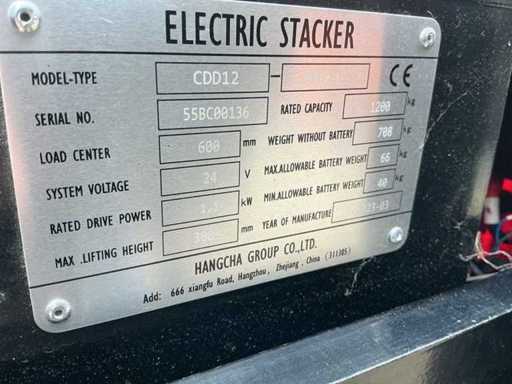 ELECTRIC STACKER
MODEL-TYPE CDD12 - CE
SERIAL NO. 55BC00136 RATED CAPACITY 1200 kg
LOAD CENTER 600 mm WEIGHT WITHOUT BATTERY 708 kg
SYSTEM VOLTAGE 24 V MAX.ALLOWABLE BATTERY WEIGHT 66 kg
RATED DRIVE POWER kW MIN.ALLOWABLE BATTERY WEIGHT 40 kg
MAX .LIFTING HEIGHT mm YEAR OF MANUFACTURE
HANGCHA GROUP CO.,LTD.
Add: 666 xiangfu Road, Hangzhou, Zhejiang , China (311305)